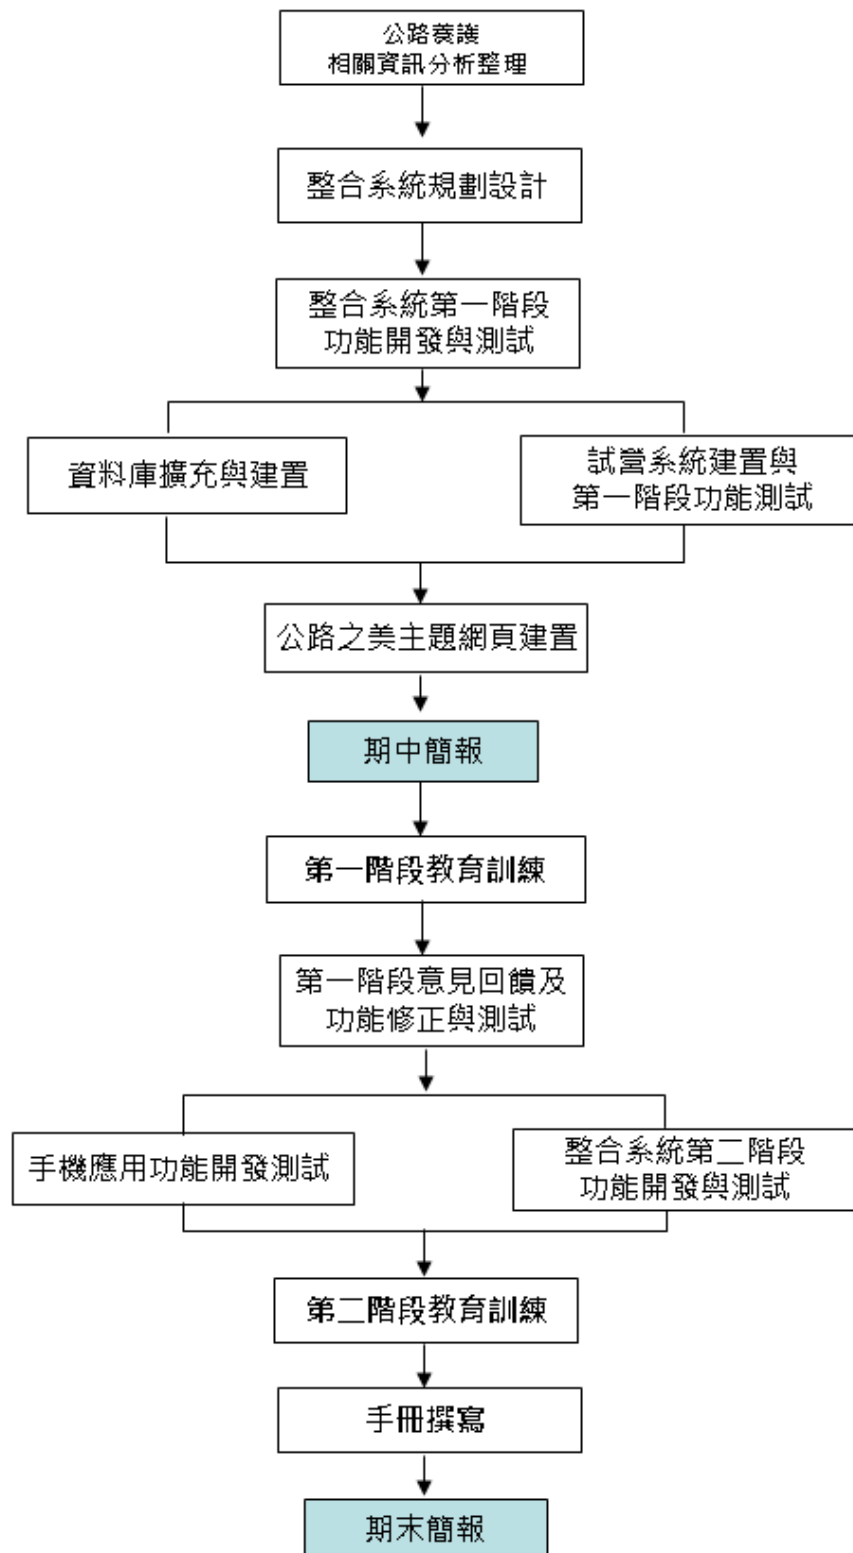 公路養護
相關資訊分析整理
整合系統規劃設計
整合系統第一階段
功能開發與測試
資料庫擴充與建置
試營系統建置與
第一階段功能測試
公路之美主題網頁建置
期中簡報
第一階段教育訓練
第一階段意見回饋及
功能修正與測試
手機應用功能開發測試
整合系統第二階段
功能開發與測試
第二階段教育訓練
手冊撰寫
期末簡報